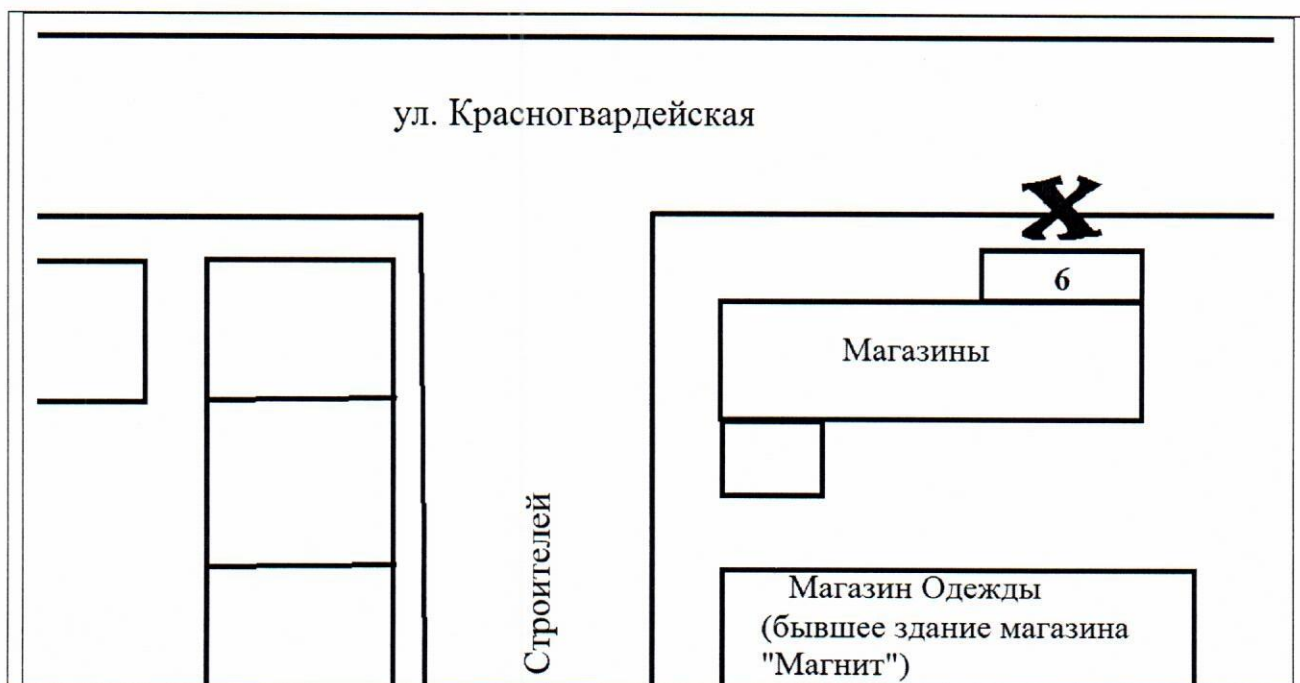 ул. Красногвардейская
X
6
Магазины
Строителей
Магазин Одежды
(бывшее здание магазина
"Магнит")